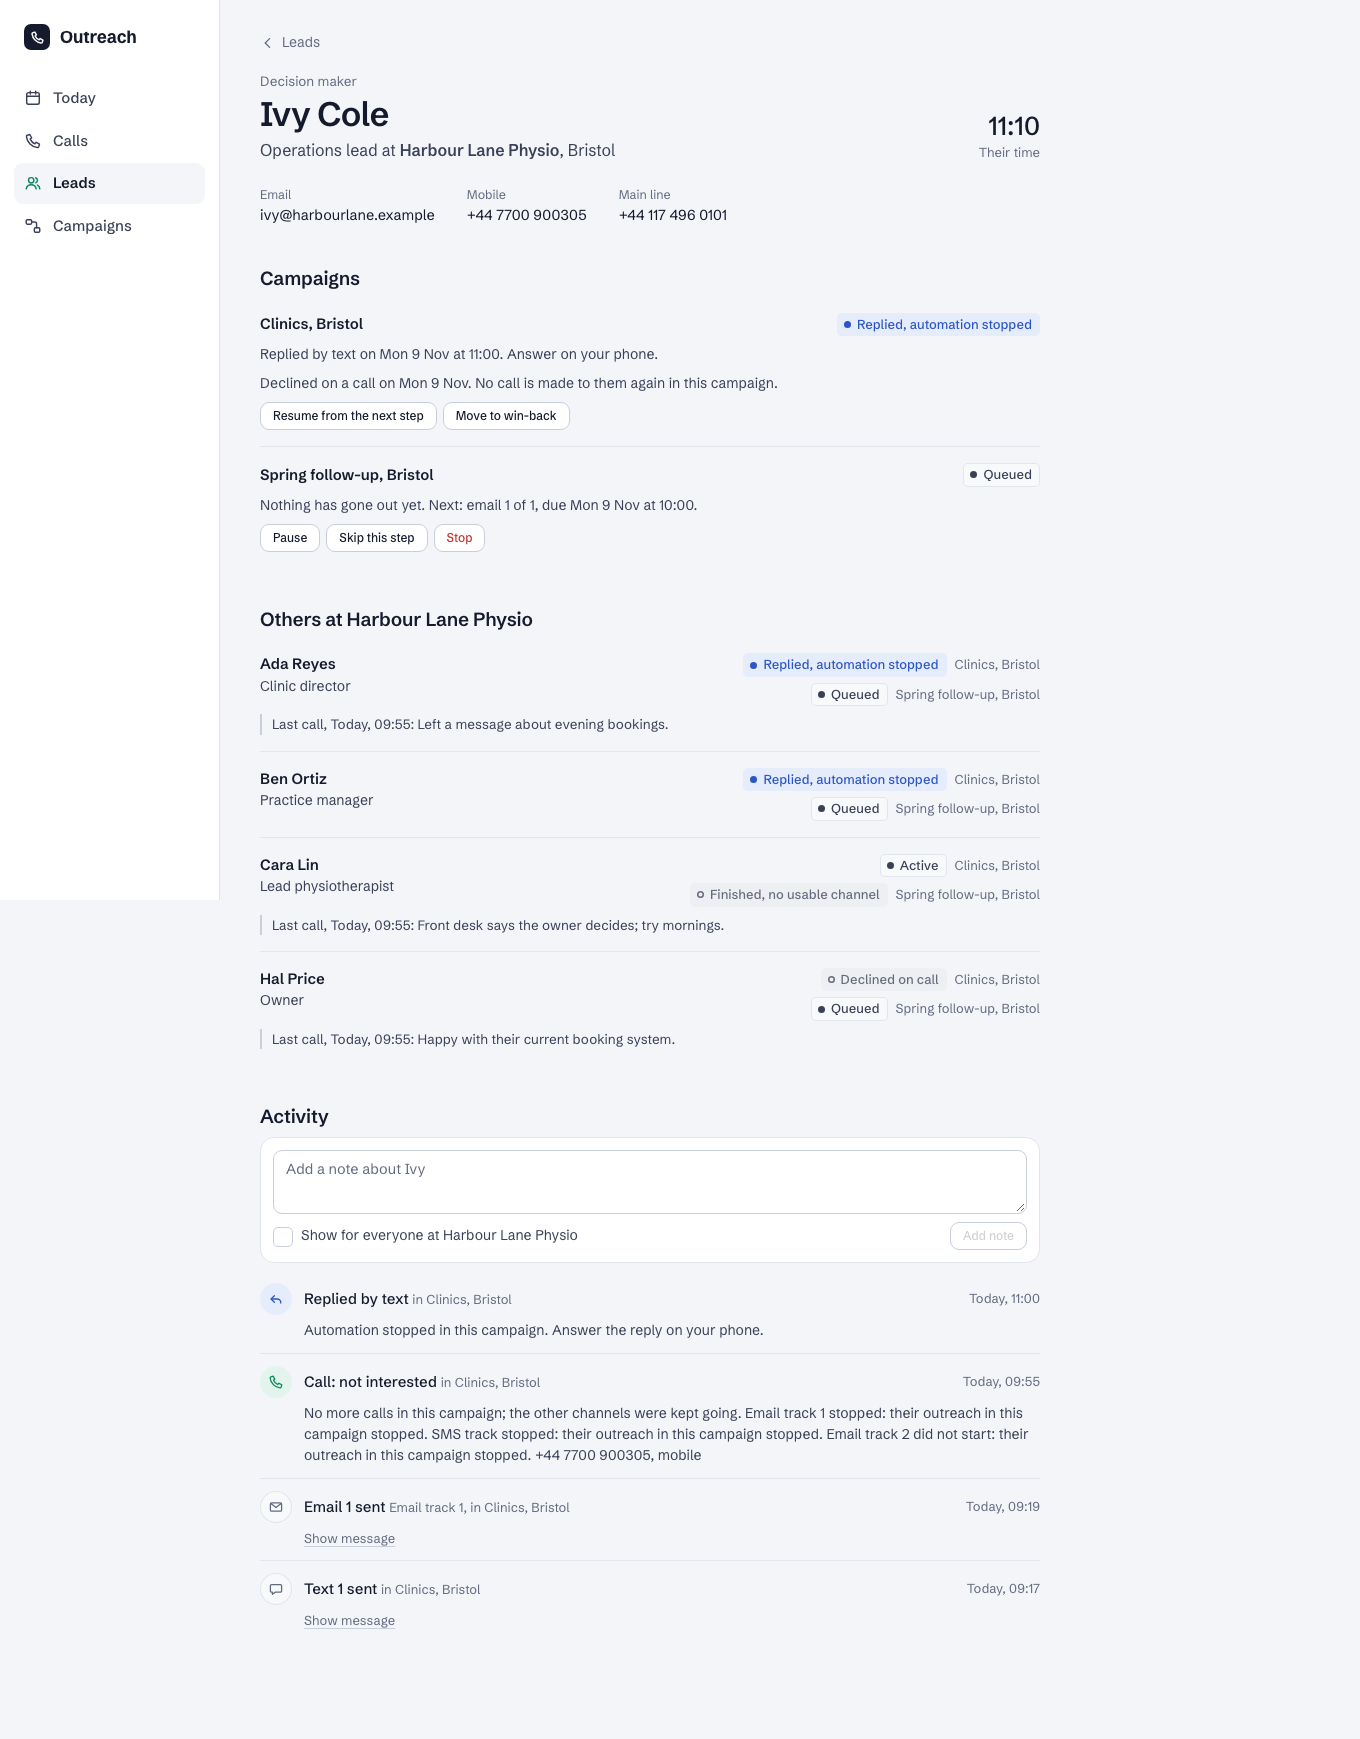 Outreach
Today
Calls
Leads
Campaigns
Leads
Decision maker
Ivy Cole
Operations lead at Harbour Lane Physio, Bristol
11:10
Their time
Email
ivy@harbourlane.example
Mobile
+44 7700 900305
Main line
+44 117 496 0101
Campaigns
Clinics, Bristol
Replied, automation stopped
Replied by text on Mon 9 Nov at 11:00. Answer on your phone.
Declined on a call on Mon 9 Nov. No call is made to them again in this campaign.
Resume from the next step
Move to win-back
Spring follow-up, Bristol
Queued
Nothing has gone out yet. Next: email 1 of 1, due Mon 9 Nov at 10:00.
Pause
Skip this step
Stop
Others at Harbour Lane Physio
Ada Reyes
Clinic director
Replied, automation stopped Clinics, Bristol
Queued Spring follow-up, Bristol
Last call, Today, 09:55: Left a message about evening bookings.
Ben Ortiz
Practice manager
Replied, automation stopped Clinics, Bristol
Queued Spring follow-up, Bristol
Cara Lin
Lead physiotherapist
Active Clinics, Bristol
Finished, no usable channel Spring follow-up, Bristol
Last call, Today, 09:55: Front desk says the owner decides; try mornings.
Hal Price
Owner
Declined on call Clinics, Bristol
Queued Spring follow-up, Bristol
Last call, Today, 09:55: Happy with their current booking system.
Activity
Add a note about Ivy
Show for everyone at Harbour Lane Physio
Add note
Replied by text in Clinics, Bristol
Today, 11:00
Automation stopped in this campaign. Answer the reply on your phone.
Call: not interested in Clinics, Bristol
Today, 09:55
No more calls in this campaign; the other channels were kept going. Email track 1 stopped: their outreach in this
campaign stopped. SMS track stopped: their outreach in this campaign stopped. Email track 2 did not start: their
outreach in this campaign stopped. +44 7700 900305, mobile
Email 1 sent Email track 1, in Clinics, Bristol
Today, 09:19
Show message
Text 1 sent in Clinics, Bristol
Today, 09:17
Show message